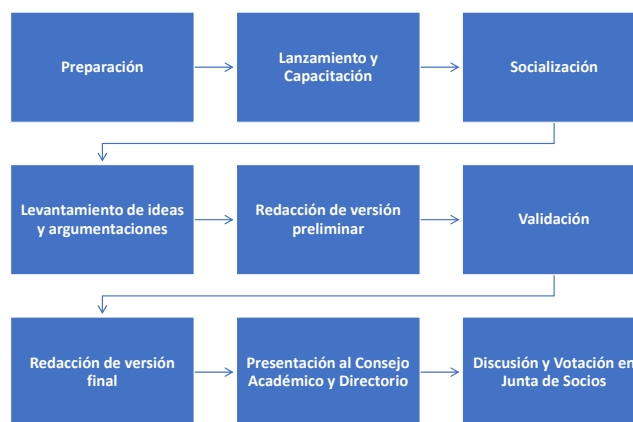 Preparación
Lanzamiento y
Capacitación
Socialización
Levantamiento de ideas
y argumentaciones
Redacción de versión
preliminar
Validación
Redacción de versión
final
Presentación al Consejo
Académico y Directorio
Discusión y Votación en
Junta de Socios